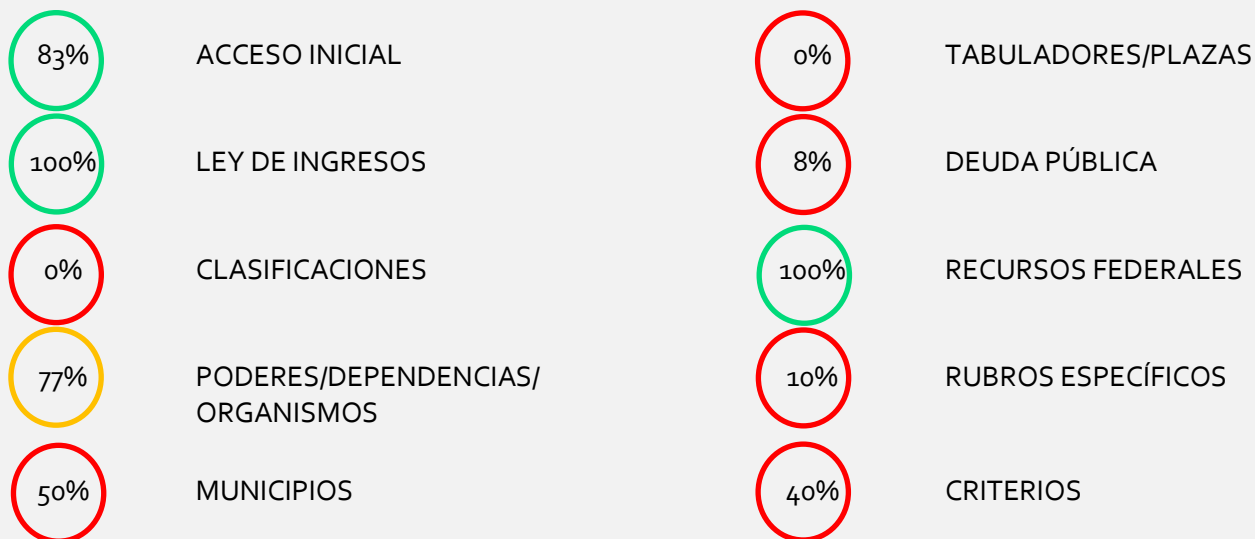 83% ACCESO INICIAL
100% LEY DE INGRESOS
0% CLASIFICACIONES
77% PODERES/DEPENDENCIAS/
ORGANISMOS
50% MUNICIPIOS
0% TABULADORES/PLAZAS
8% DEUDA PÚBLICA
100% RECURSOS FEDERALES
10% RUBROS ESPECÍFICOS
40% CRITERIOS